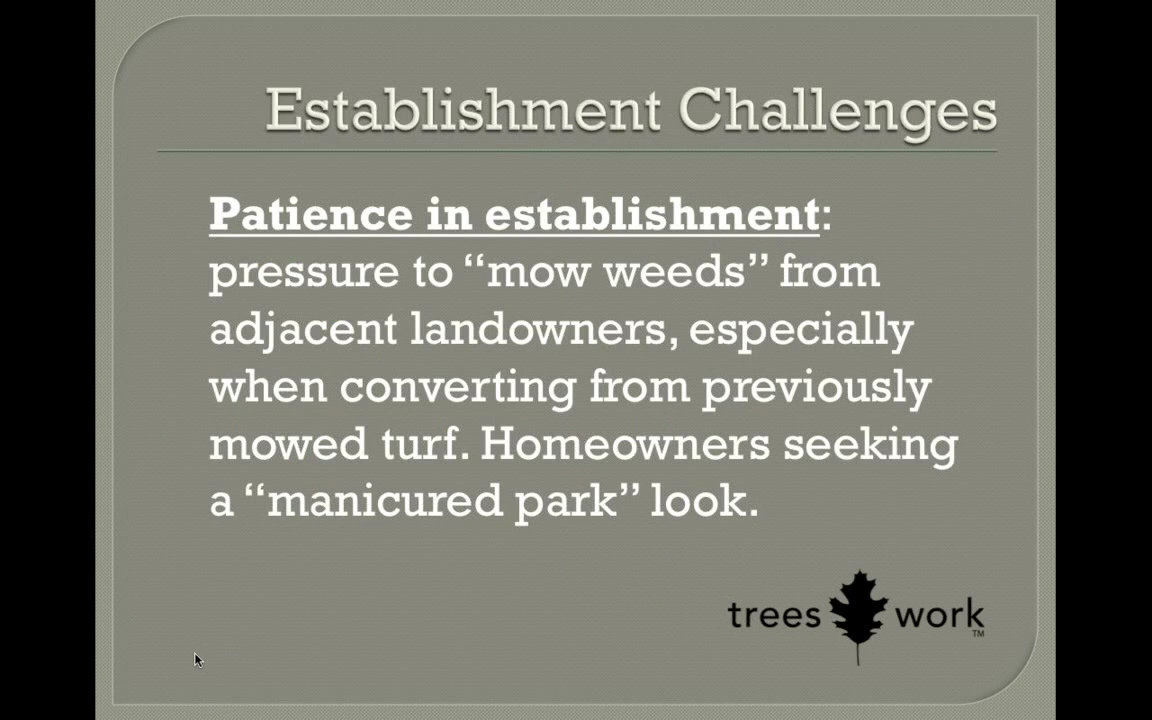 Establishment Challenges
Patience in establishment:
pressure to “mow weeds” from
adjacent landowners, especially
when converting from previously
mowed turf. Homeowners seeking
a “manicured park” look.
trees work
TM